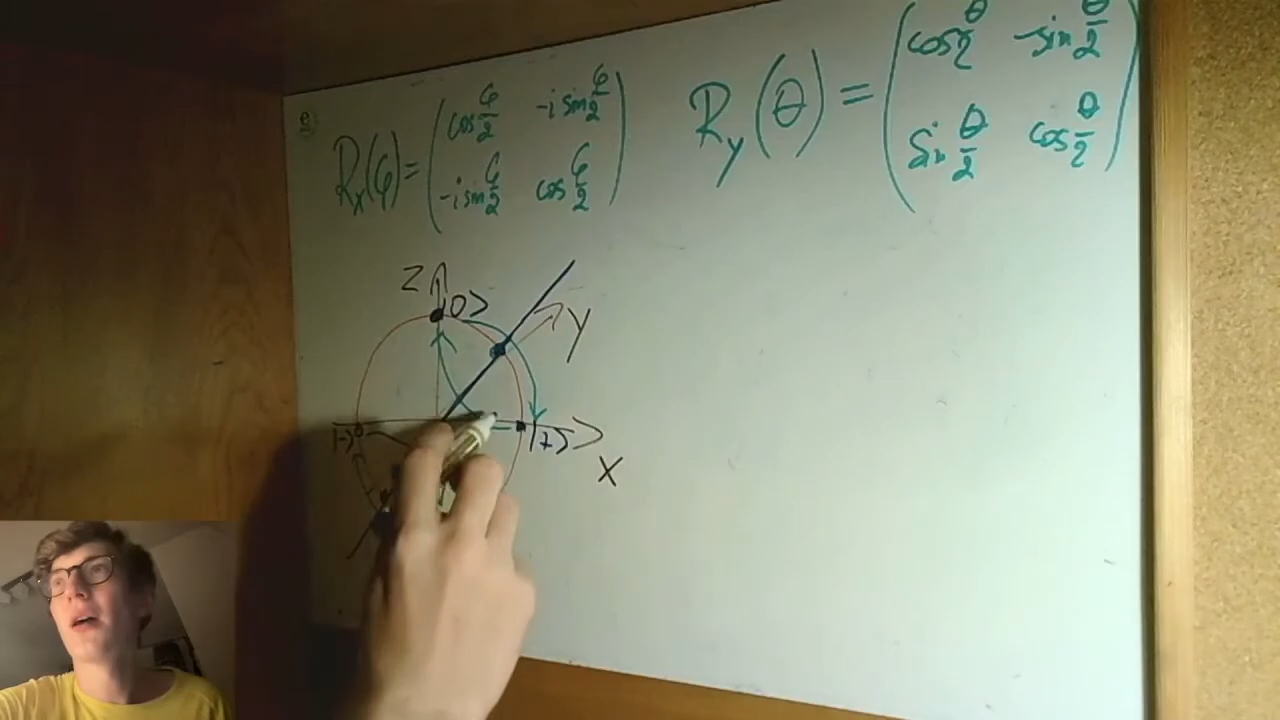 e)
Rx(φ) = ( cos φ/2  -i sin φ/2
-i sin φ/2  cos φ/2 )
Ry(θ) = ( cos θ/2  -sin θ/2
sin θ/2  cos θ/2 )
Z
|0>
y
|->
|+>
X